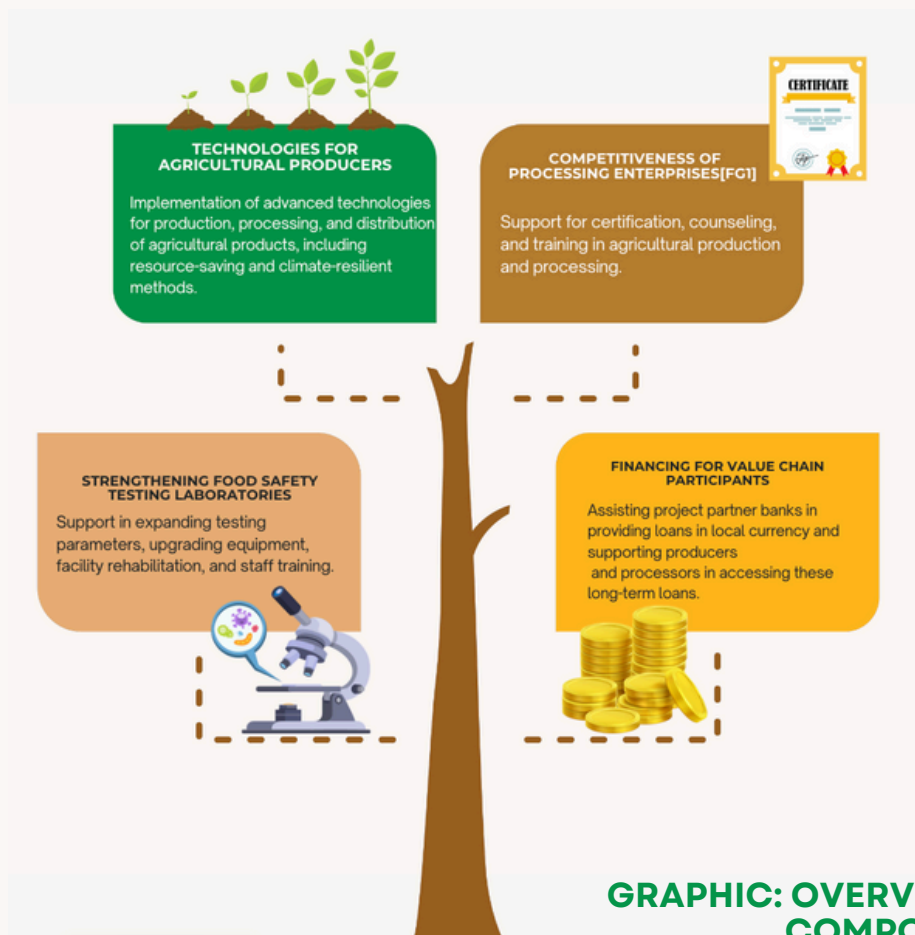 TECHNOLOGIES FOR
AGRICULTURAL PRODUCERS
Implementation of advanced technologies
for production, processing, and distribution
of agricultural products, including
resource-saving and climate-resilient
methods.
CERTIFICATE
COMPETITIVENESS OF
PROCESSING ENTERPRISES[FG1]
Support for certification, counseling,
and training in agricultural production
and processing.
STRENGTHENING FOOD SAFETY
TESTING LABORATORIES
Support in expanding testing
parameters, upgrading equipment,
facility rehabilitation, and staff training.
FINANCING FOR VALUE CHAIN
PARTICIPANTS
Assisting project partner banks in
providing loans in local currency and
supporting producers
and processors in accessing these
long-term loans.
GRAPHIC: OVERV
COMPO